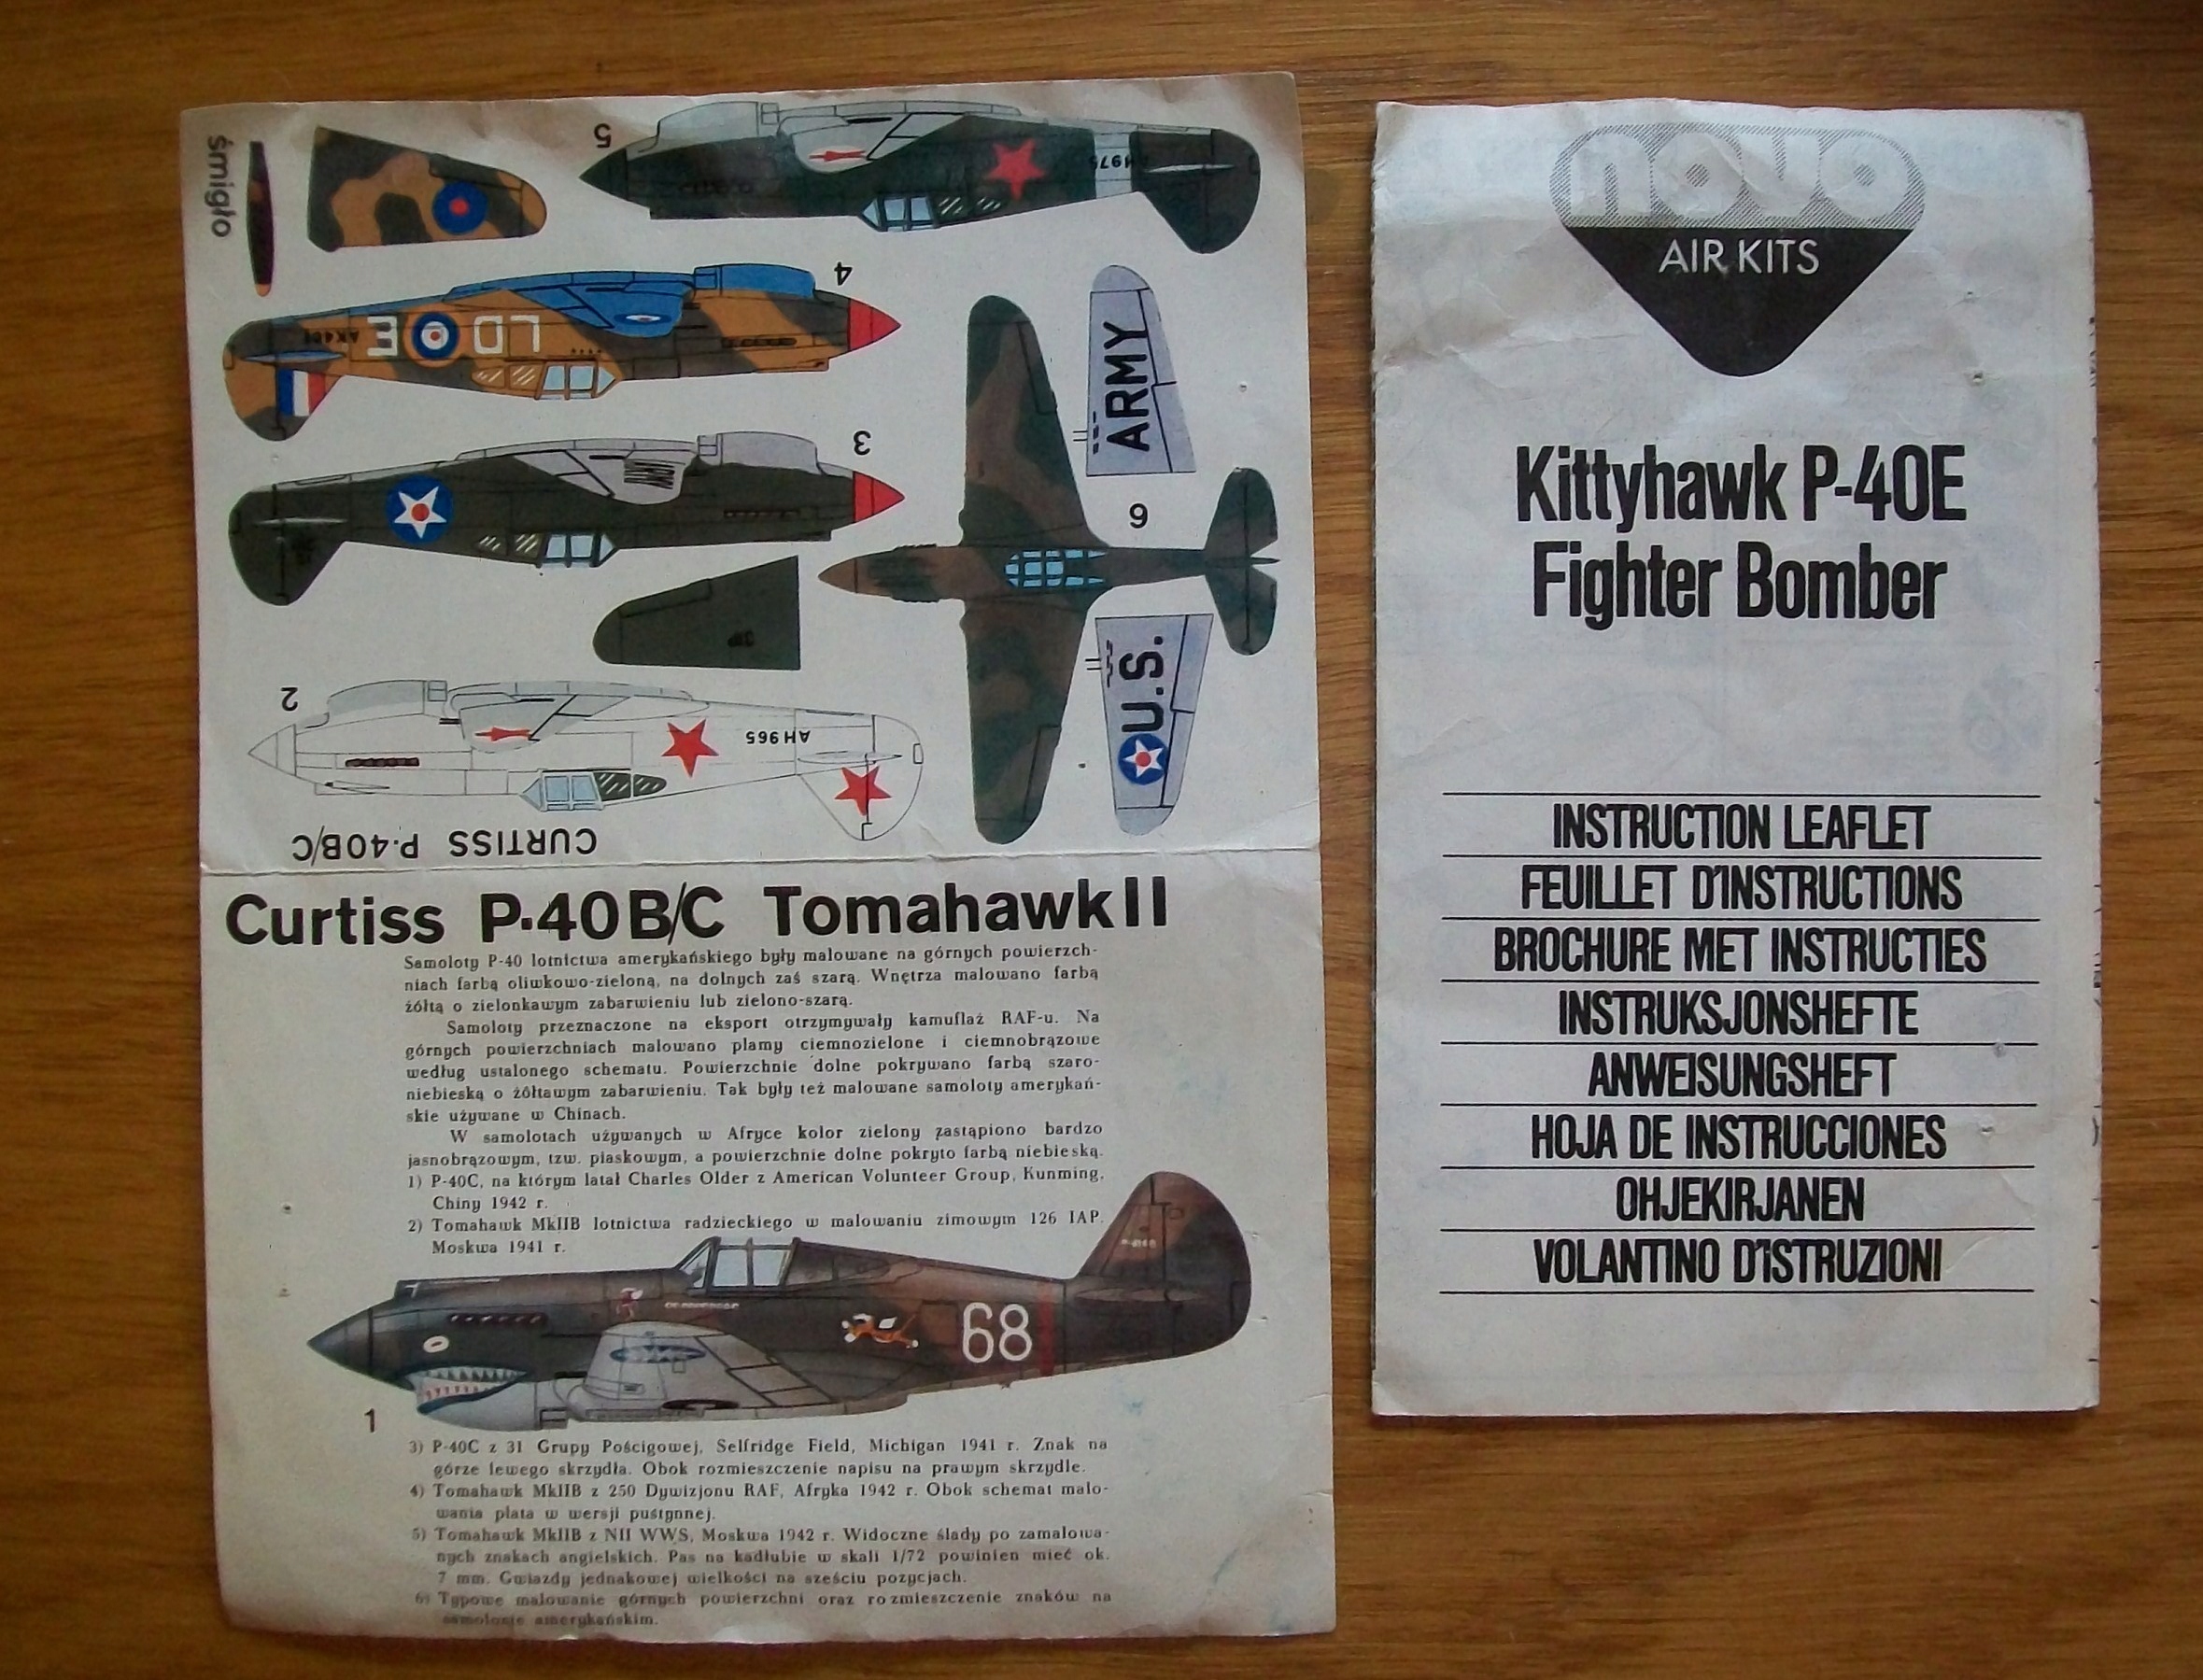 śmigło
5
AH975
4
LD E
AK401
3
ARMY
6
U.S.
2
AH965
CURTISS P-40B/C
Curtiss P-40B/C Tomahawk II
Samoloty P-40 lotnictwa amerykańskiego były malowane na górnych powierzch-
niach farbą oliwkowo-zieloną, na dolnych zaś szarą. Wnętrza malowano farbą
żółtą o zielonkawym zabarwieniu lub zielono-szarą.
Samoloty przeznaczone na eksport otrzymywały kamuflaż RAF-u. Na
górnych powierzchniach malowano plamy ciemnozielone i ciemnobrązowe
według ustalonego schematu. Powierzchnie dolne pokrywano farbą szaro-
niebieską o żółtawym zabarwieniu. Tak były też malowane samoloty amerykań-
skie używane w Chinach.
W samolotach używanych w Afryce kolor zielony zastąpiono bardzo
jasnobrązowym, tzw. piaskowym, a powierzchnie dolne pokryto farbą niebieską.
1) P-40C, na którym latał Charles Older z American Volunteer Group, Kunming,
Chiny 1942 r.
2) Tomahawk MkIIB lotnictwa radzieckiego w malowaniu zimowym 126 IAP.
Moskwa 1941 r.
68
1
3) P-40C z 31 Grupy Pościgowej, Selfridge Field, Michigan 1941 r. Znak na
górze lewego skrzydła. Obok rozmieszczenie napisu na prawym skrzydle.
4) Tomahawk MkIIB z 250 Dywizjonu RAF, Afryka 1942 r. Obok schemat malo-
wania płata w wersji pustynnej.
5) Tomahawk MkIIB z NII WWS, Moskwa 1942 r. Widoczne ślady po zamalowa-
nych znakach angielskich. Pas na kadłubie w skali 1/72 powinien mieć ok.
7 mm. Gwiazdy jednakowej wielkości na sześciu pozycjach.
6) Typowe malowanie górnych powierzchni oraz rozmieszczenie znaków na
samolocie amerykańskim.
novo
AIR KITS
Kittyhawk P-40E
Fighter Bomber
INSTRUCTION LEAFLET
FEUILLET D'INSTRUCTIONS
BROCHURE MET INSTRUCTIES
INSTRUKSJONSHEFTE
ANWEISUNGSHEFT
HOJA DE INSTRUCCIONES
OHJEKIRJANEN
VOLANTINO D'ISTRUZIONI